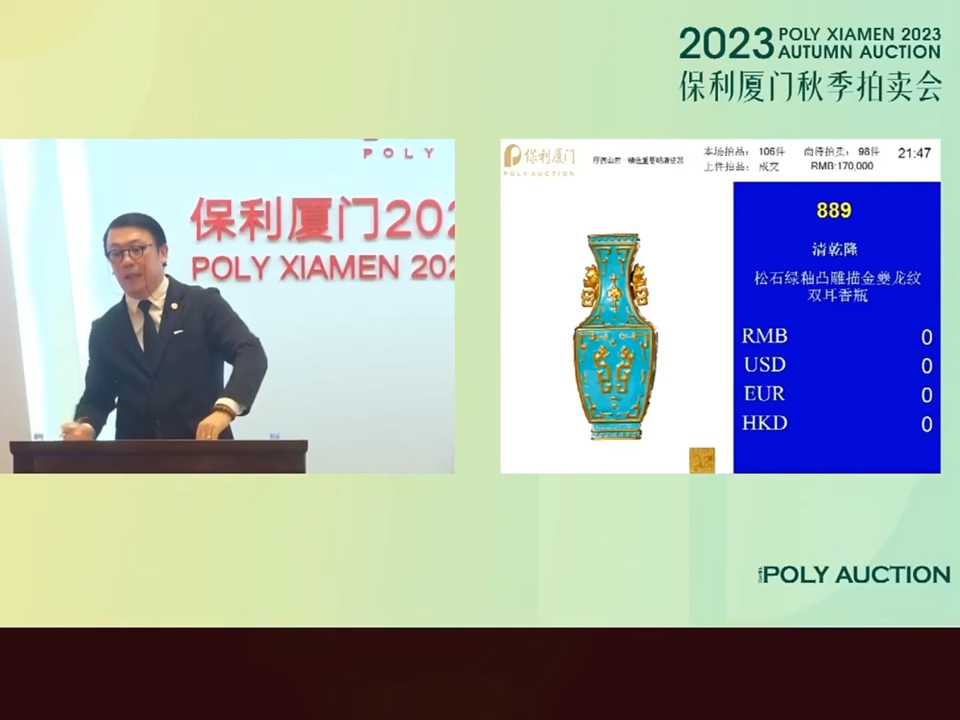 2023 POLY XIAMEN 2023
AUTUMN AUCTION
保利厦门秋季拍卖会
POLY
保利厦门202
POLY XIAMEN 202
保利厦门
POLY AUCTION
本场拍品: 106件
尚待拍卖: 98件
21:47
上件拍品: 成交
RMB:170,000
889
清乾隆
松石绿釉凸雕描金夔龙纹
双耳香瓶
RMB 0
USD 0
EUR 0
HKD 0
POLY AUCTION